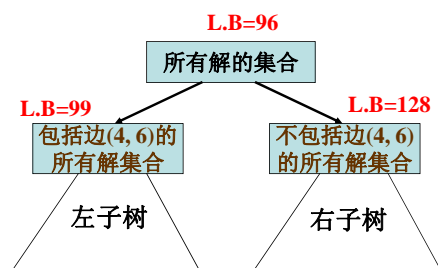 L.B=96
所有解的集合
L.B=99
L.B=128
包括边(4, 6)的
所有解集合
不包括边(4, 6)
的所有解集合
左子树
右子树